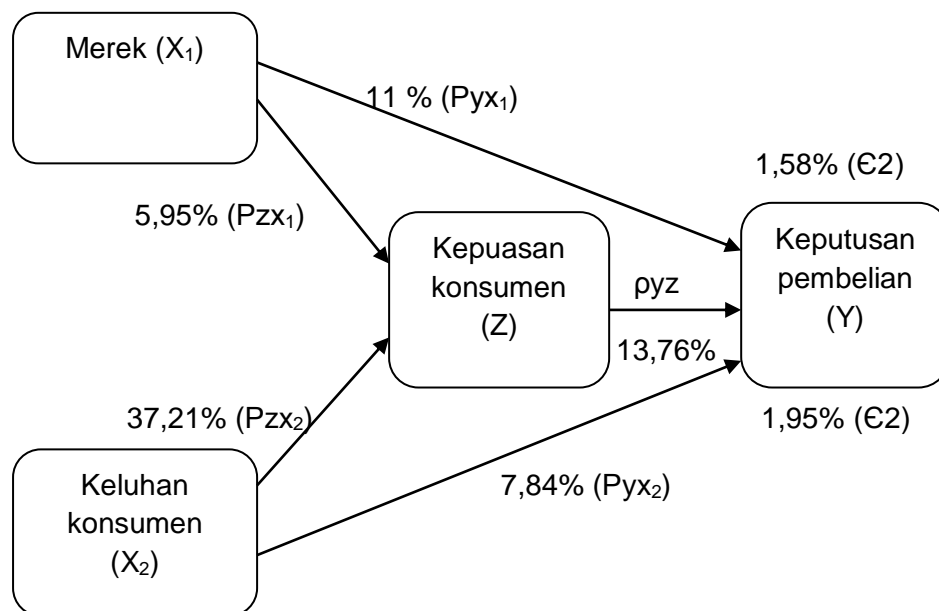 Merek (X₁)
11 % (Pyx₁)
1,58% (Є2)
5,95% (Pzx₁)
Kepuasan
konsumen
(Z)
ρyz
13,76%
Keputusan
pembelian
(Y)
37,21% (Pzx₂)
1,95% (Є2)
7,84% (Pyx₂)
Keluhan
konsumen
(X₂)